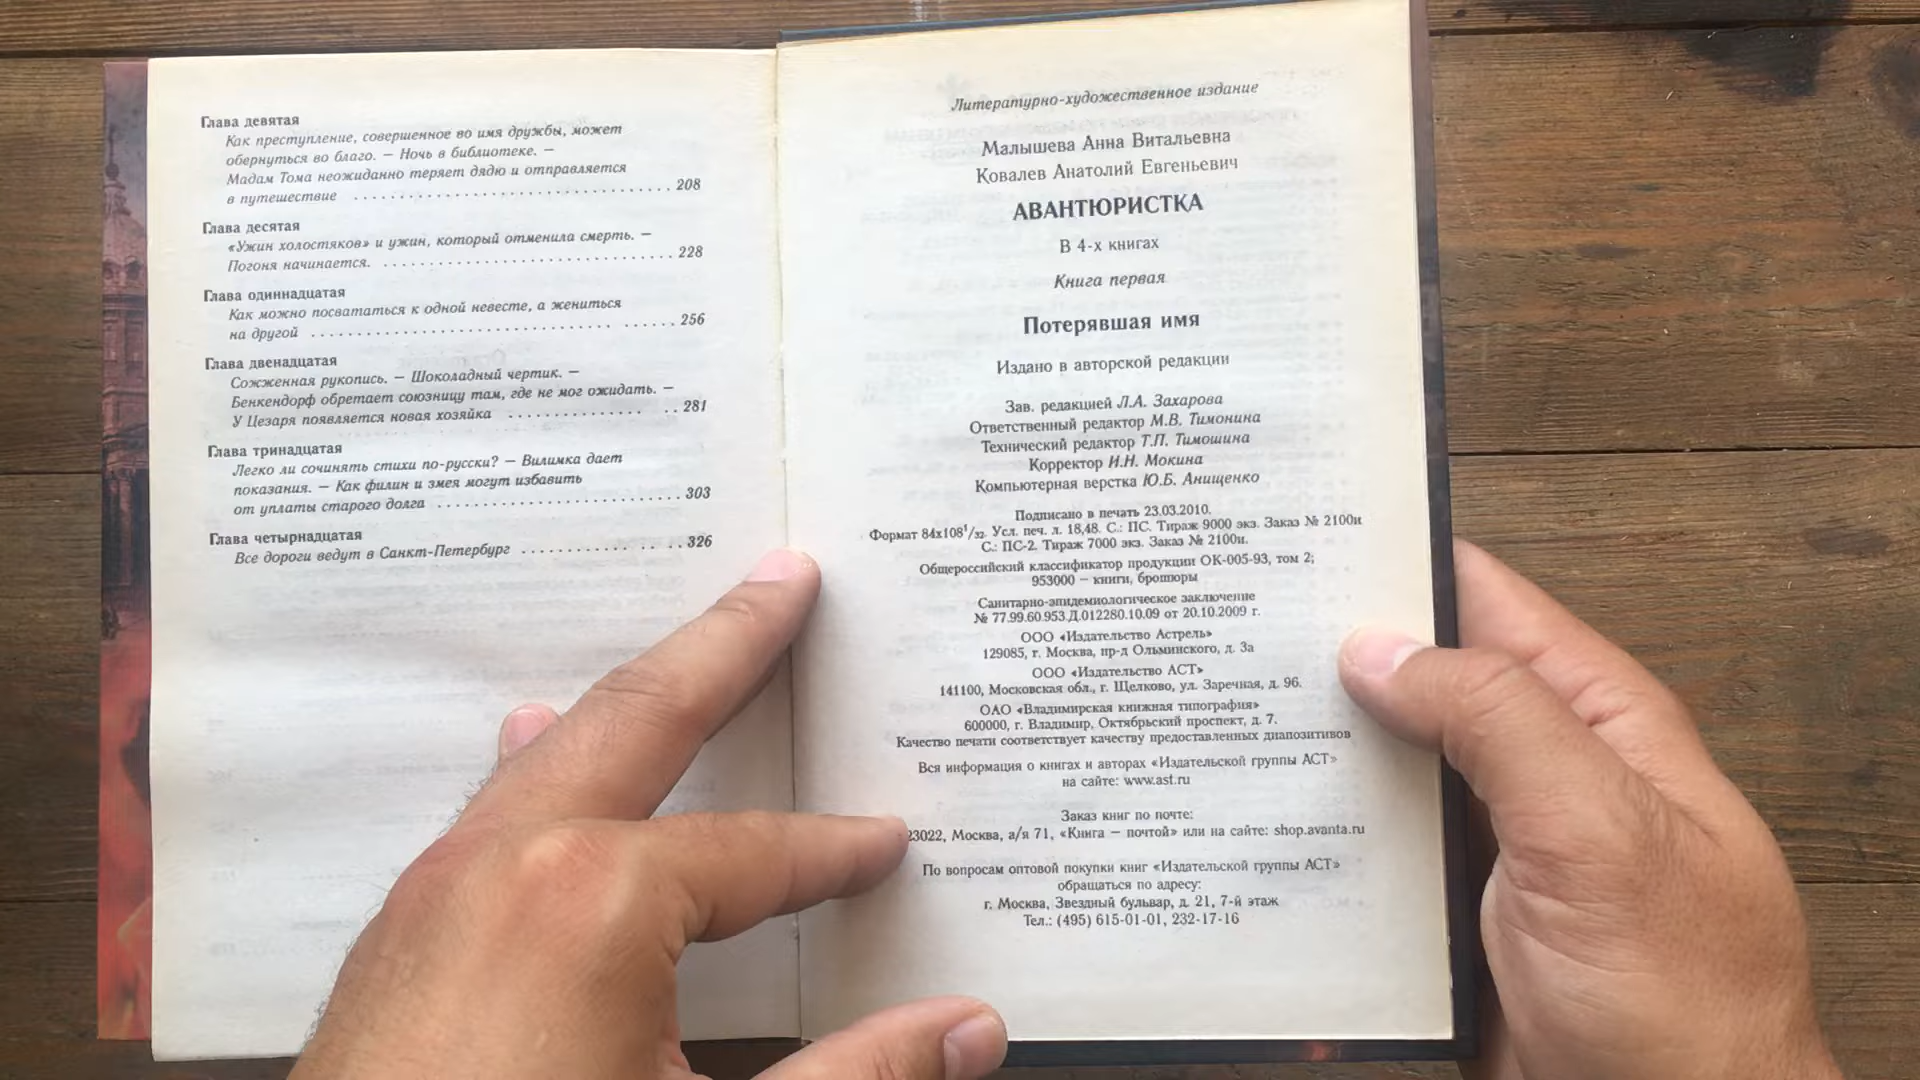 Глава девятая
Как преступление, совершенное во имя дружбы, может
обернуться во благо. — Ночь в библиотеке. —
Мадам Тома неожиданно теряет дядю и отправляется
в путешествие . . . . . . . . . . . . . . . . . . . . . . . . . . . . . . . . . 208
Глава десятая
«Ужин холостяков» и ужин, который отменила смерть. —
Погоня начинается. . . . . . . . . . . . . . . . . . . . . . . . . . . . . . 228
Глава одиннадцатая
Как можно посвататься к одной невесте, а жениться
на другой . . . . . . . . . . . . . . . . . . . . . . . . . . . . . . . . . . . . 256
Глава двенадцатая
Сожженная рукопись. — Шоколадный чертик. —
Бенкендорф обретает союзницу там, где не мог ожидать. —
У Цезаря появляется новая хозяйка . . . . . . . . . . . . . . . . 281
Глава тринадцатая
Легко ли сочинять стихи по-русски? — Вилимка дает
показания. — Как филин и змея могут избавить
от уплаты старого долга . . . . . . . . . . . . . . . . . . . . . . . . . 303
Глава четырнадцатая
Все дороги ведут в Санкт-Петербург . . . . . . . . . . . . . . . . 326
Литературно-художественное издание
Малышева Анна Витальевна
Ковалев Анатолий Евгеньевич
АВАНТЮРИСТКА
В 4-х книгах
Книга первая
Потерявшая имя
Издано в авторской редакции
Зав. редакцией Л.А. Захарова
Ответственный редактор М.В. Тимонина
Технический редактор Т.П. Тимошина
Корректор И.Н. Мокина
Компьютерная верстка Ю.Б. Анищенко
Подписано в печать 23.03.2010.
Формат 84x108 1/32. Усл. печ. л. 18,48. С.: ПС. Тираж 9000 экз. Заказ № 2100и
С.: ПС-2. Тираж 7000 экз. Заказ № 2100и.
Общероссийский классификатор продукции ОК-005-93, том 2;
953000 — книги, брошюры
Санитарно-эпидемиологическое заключение
№ 77.99.60.953.Д.012280.10.09 от 20.10.2009 г.
ООО «Издательство Астрель»
129085, г. Москва, пр-д Ольминского, д. 3а
ООО «Издательство АСТ»
141100, Московская обл., г. Щелково, ул. Заречная, д. 96.
ОАО «Владимирская книжная типография»
600000, г. Владимир, Октябрьский проспект, д. 7.
Качество печати соответствует качеству предоставленных диапозитивов
Вся информация о книгах и авторах «Издательской группы АСТ»
на сайте: www.ast.ru
Заказ книг по почте:
23022, Москва, а/я 71, «Книга — почтой» или на сайте: shop.avanta.ru
По вопросам оптовой покупки книг «Издательской группы АСТ»
обращаться по адресу:
г. Москва, Звездный бульвар, д. 21, 7-й этаж
Тел.: (495) 615-01-01, 232-17-16